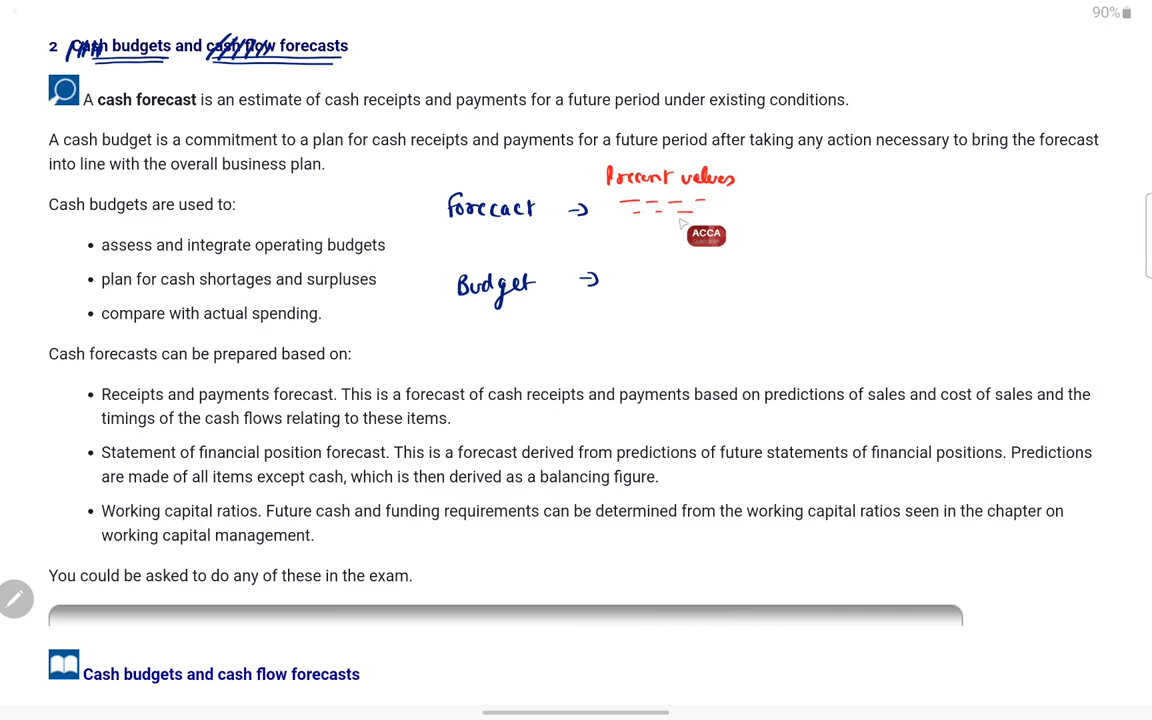 90%
2 Cash budgets and cash flow forecasts
A cash forecast is an estimate of cash receipts and payments for a future period under existing conditions.
A cash budget is a commitment to a plan for cash receipts and payments for a future period after taking any action necessary to bring the forecast
into line with the overall business plan.
Present values
Cash budgets are used to:
Forecast →
ACCA
• assess and integrate operating budgets
• plan for cash shortages and surpluses
Budget →
• compare with actual spending.
Cash forecasts can be prepared based on:
• Receipts and payments forecast. This is a forecast of cash receipts and payments based on predictions of sales and cost of sales and the
timings of the cash flows relating to these items.
• Statement of financial position forecast. This is a forecast derived from predictions of future statements of financial positions. Predictions
are made of all items except cash, which is then derived as a balancing figure.
• Working capital ratios. Future cash and funding requirements can be determined from the working capital ratios seen in the chapter on
working capital management.
You could be asked to do any of these in the exam.
Cash budgets and cash flow forecasts